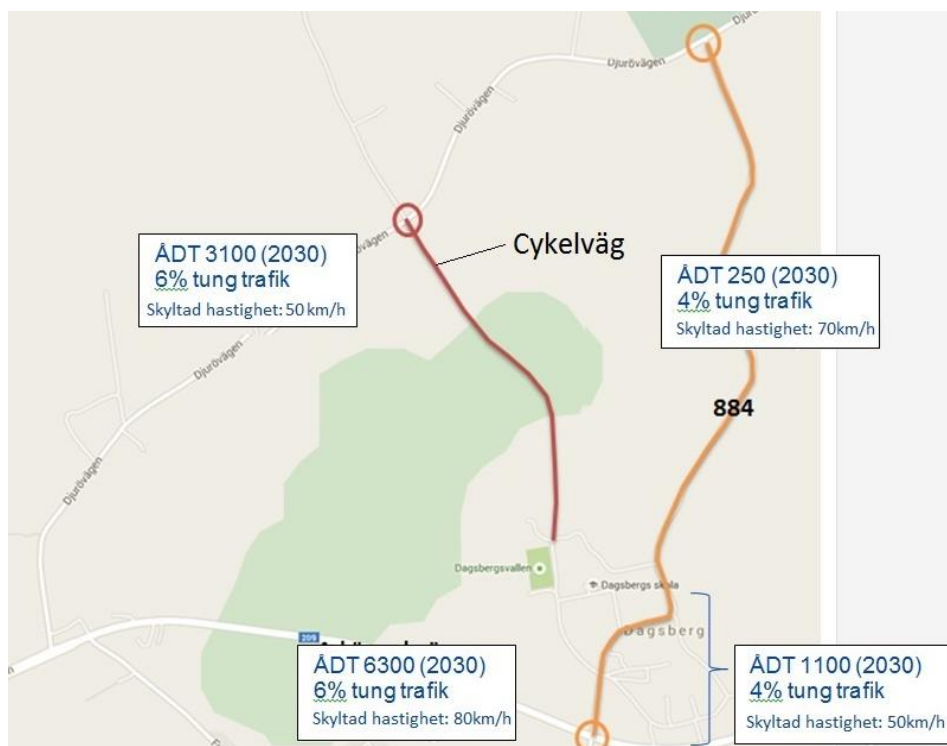 Djurövägen
Djurövägen
Cykelväg
ÅDT 3100 (2030)
6% tung trafik
Skyltad hastighet: 50 km/h
ÅDT 250 (2030)
4% tung trafik
Skyltad hastighet: 70km/h
Djurövägen
884
Djurövägen
Dagsbergsvallen
Dagsbergs skola
Dagsberg
209
ÅDT 6300 (2030)
6% tung trafik
Skyltad hastighet: 80km/h
ÅDT 1100 (2030)
4% tung trafik
Skyltad hastighet: 50km/h